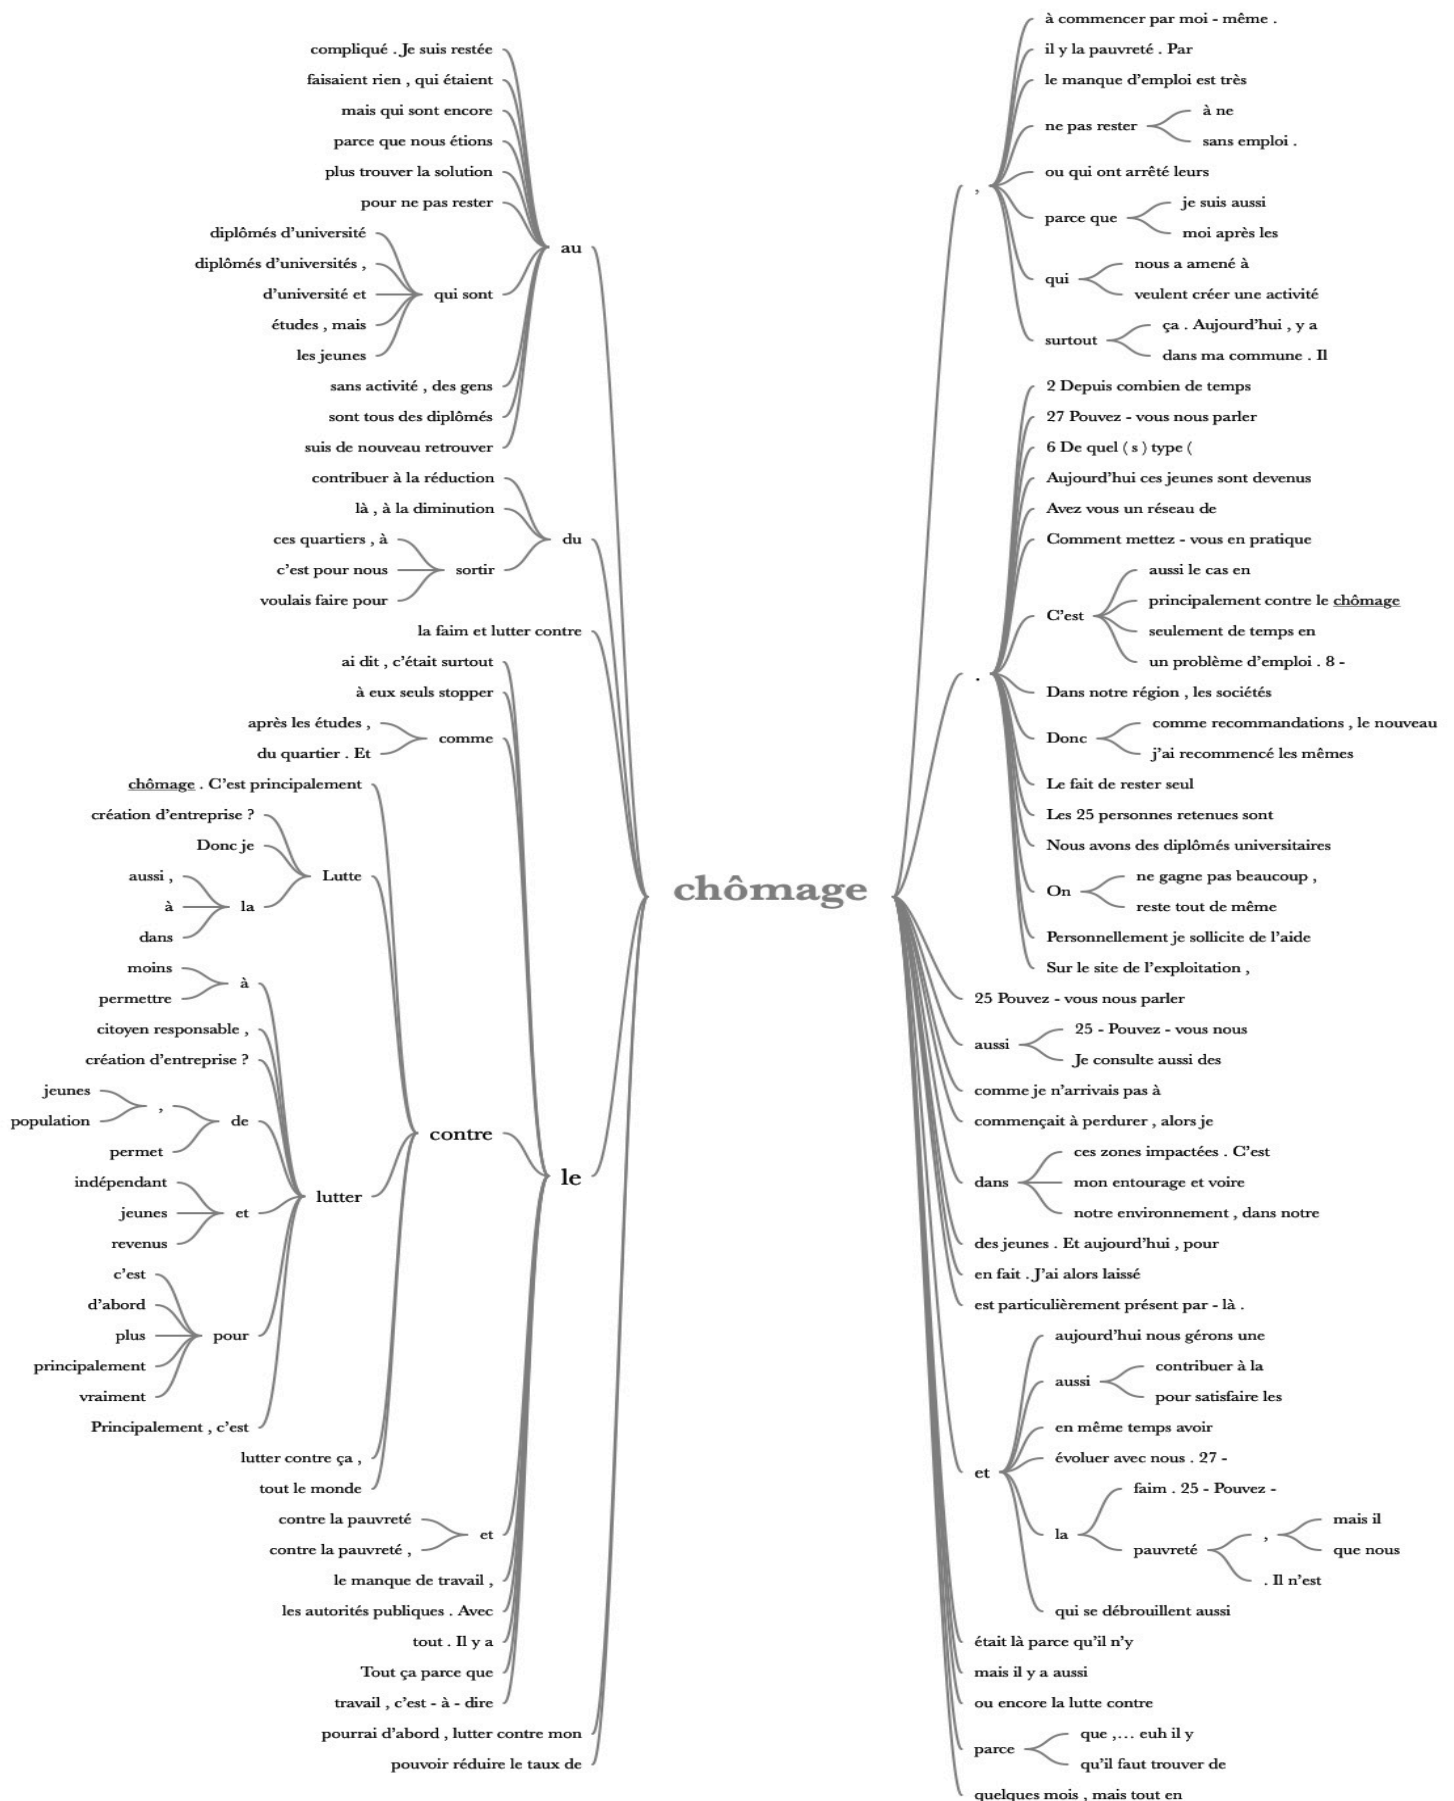 compliqué . Je suis restée
faisaient rien , qui étaient
mais qui sont encore
parce que nous étions
plus trouver la solution
pour ne pas rester
diplômés d'université
diplômés d'universités ,
d'université et
études , mais
les jeunes
qui sont
sans activité , des gens
sont tous des diplômés
suis de nouveau retrouver
au
contribuer à la réduction
là , à la diminution
ces quartiers , à
c'est pour nous
voulais faire pour
sortir
du
la faim et lutter contre
ai dit , c'était surtout
à eux seuls stopper
après les études ,
du quartier . Et
comme
chômage . C'est principalement
création d'entreprise ?
Donc je
aussi ,
à
dans
la
Lutte
moins
permettre
à
citoyen responsable ,
création d'entreprise ?
jeunes
population
,
permet
de
indépendant
jeunes
revenus
et
c'est
d'abord
plus
principalement
vraiment
pour
Principalement , c'est
lutter
lutter contre ça ,
tout le monde
contre
contre la pauvreté
contre la pauvreté ,
et
le manque de travail ,
les autorités publiques . Avec
tout . Il y a
Tout ça parce que
travail , c'est - à - dire
le
pourrai d'abord , lutter contre mon
pouvoir réduire le taux de
chômage
,
à commencer par moi - même .
il y la pauvreté . Par
le manque d'emploi est très
ne pas rester
à ne
sans emploi .
ou qui ont arrêté leurs
parce que
je suis aussi
moi après les
qui
nous a amené à
veulent créer une activité
surtout
ça . Aujourd'hui , y a
dans ma commune . Il
.
2 Depuis combien de temps
27 Pouvez - vous nous parler
6 De quel ( s ) type (
Aujourd'hui ces jeunes sont devenus
Avez vous un réseau de
Comment mettez - vous en pratique
C'est
aussi le cas en
principalement contre le chômage
seulement de temps en
un problème d'emploi . 8 -
Dans notre région , les sociétés
Donc
comme recommandations , le nouveau
j'ai recommencé les mêmes
Le fait de rester seul
Les 25 personnes retenues sont
Nous avons des diplômés universitaires
On
ne gagne pas beaucoup ,
reste tout de même
Personnellement je sollicite de l'aide
Sur le site de l'exploitation ,
25 Pouvez - vous nous parler
aussi
25 - Pouvez - vous nous
Je consulte aussi des
comme je n'arrivais pas à
commençait à perdurer , alors je
dans
ces zones impactées . C'est
mon entourage et voire
notre environnement , dans notre
des jeunes . Et aujourd'hui , pour
en fait . J'ai alors laissé
est particulièrement présent par - là .
et
aujourd'hui nous gérons une
aussi
contribuer à la
pour satisfaire les
en même temps avoir
évoluer avec nous . 27 -
la
faim . 25 - Pouvez -
pauvreté
,
mais il
que nous
. Il n'est
qui se débrouillent aussi
était là parce qu'il n'y
mais il y a aussi
ou encore la lutte contre
parce
que ,… euh il y
qu'il faut trouver de
quelques mois , mais tout en